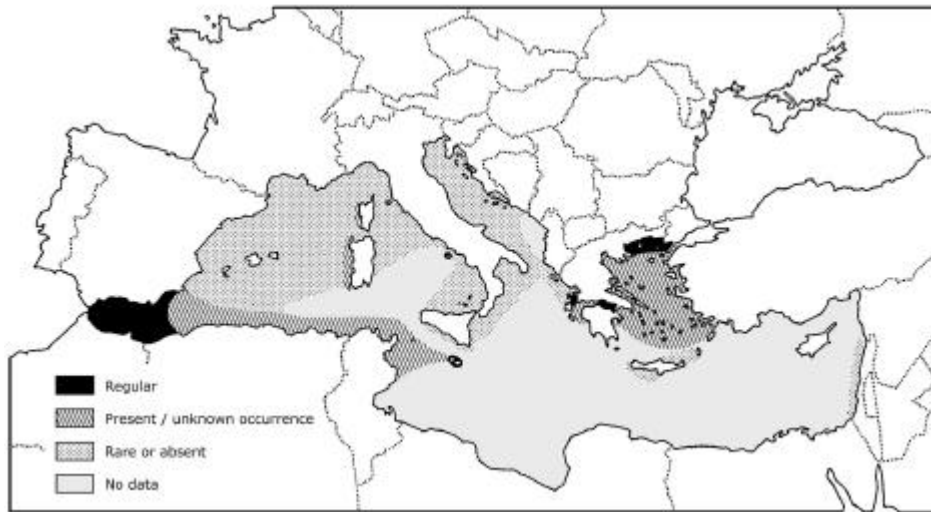 Regular
Present / unknown occurrence
Rare or absent
No data